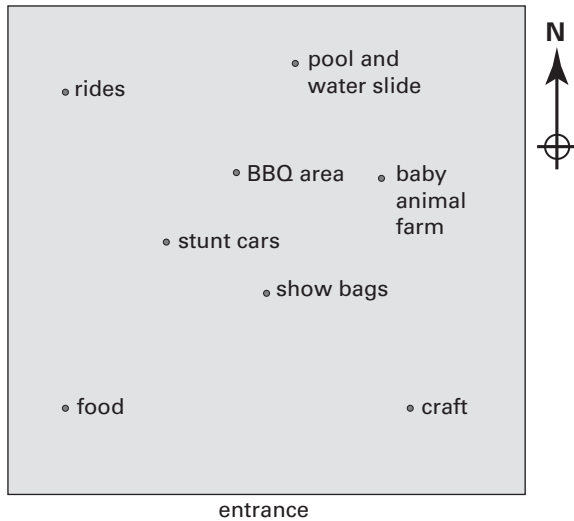 N
pool and
water slide
rides
BBQ area
baby
animal
farm
stunt cars
show bags
food
craft
entrance